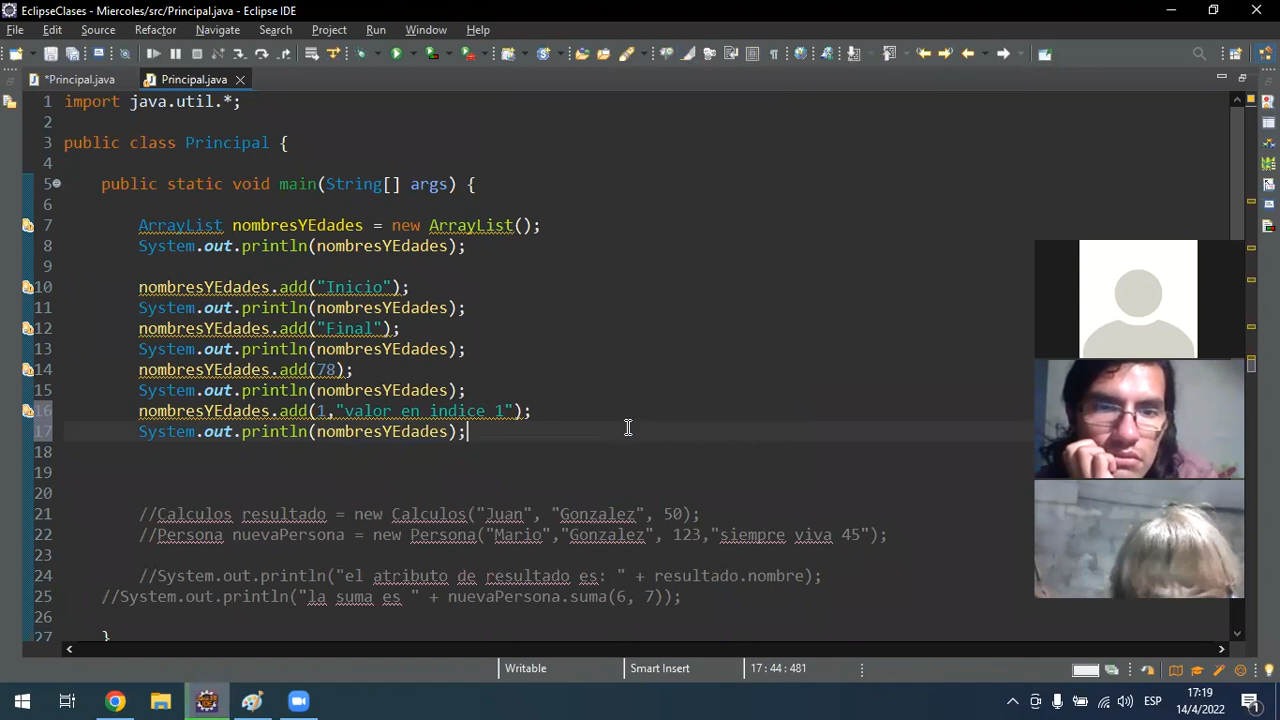 EclipseClases - Miercoles/src/Principal.java - Eclipse IDE
File Edit Source Refactor Navigate Search Project Run Window Help
*Principal.java Principal.java
1 import java.util.*;
2
3 public class Principal {
4
5 public static void main(String[] args) {
6
7 ArrayList nombresYEdades = new ArrayList();
8 System.out.println(nombresYEdades);
9
10 nombresYEdades.add("Inicio");
11 System.out.println(nombresYEdades);
12 nombresYEdades.add("Final");
13 System.out.println(nombresYEdades);
14 nombresYEdades.add(78);
15 System.out.println(nombresYEdades);
16 nombresYEdades.add(1,"valor en indice 1");
17 System.out.println(nombresYEdades);
18
19
20
21 //Calculos resultado = new Calculos("Juan", "Gonzalez", 50);
22 //Persona nuevaPersona = new Persona("Mario","Gonzalez", 123,"siempre viva 45");
23
24 //System.out.println("el atributo de resultado es: " + resultado.nombre);
25 //System.out.println("la suma es " + nuevaPersona.suma(6, 7));
26
27 }
Writable Smart Insert 17 : 44 : 481
ESP 17:19
14/4/2022